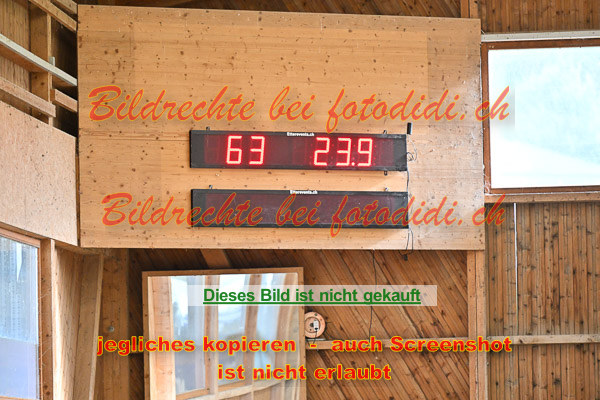 Bildrechte bei fotodidi.ch
63 23.9
Bildrechte bei fotodidi.ch
Dieses Bild ist nicht gekauft
jegliches kopieren - auch Screenshot
ist nicht erlaubt